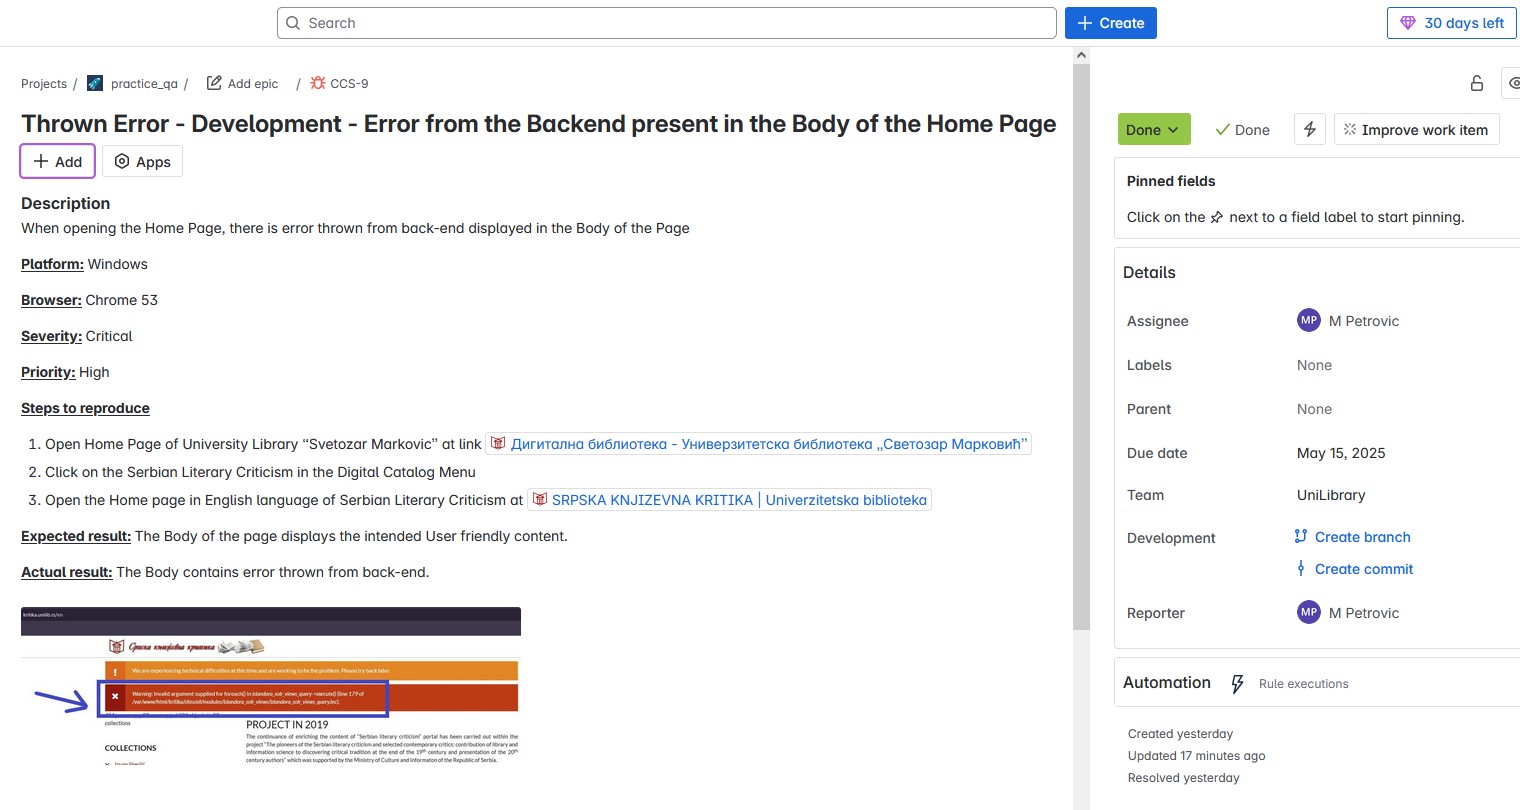 Search
Create
30 days left
Projects / practice_qa / Add epic / CCS-9
Thrown Error - Development - Error from the Backend present in the Body of the Home Page
Add
Apps
Description
When opening the Home Page, there is error thrown from back-end displayed in the Body of the Page
Platform: Windows
Browser: Chrome 53
Severity: Critical
Priority: High
Steps to reproduce
1. Open Home Page of University Library “Svetozar Markovic” at link Дигитална библиотека - Универзитетска библиотека „Светозар Марковић”
2. Click on the Serbian Literary Criticism in the Digital Catalog Menu
3. Open the Home page in English language of Serbian Literary Criticism at SRPSKA KNJIZEVNA KRITIKA | Univerzitetska biblioteka
Expected result: The Body of the page displays the intended User friendly content.
Actual result: The Body contains error thrown from back-end.
kritika.unilib.rs/en
Српска књижевна критика
We are experiencing technical difficulties at this time and are working to fix the problem. Please try back later.
Warning: Invalid argument supplied for foreach() in islandora_solr_views_query->execute() (line 179 of
/var/www/html/kritika/sites/all/modules/islandora_solr_views/islandora_solr_views_query.inc).
collections
COLLECTIONS
PROJECT IN 2019
The continuance of enriching the content of "Serbian literary criticism" portal has been carried out within the
project "The pioneers of the Serbian literary criticism and selected contemporary critics: contribution of library and
information science to discovering critical tradition at the end of the 19th century and presentation of the 20th
century authors" which was supported by the Ministry of Culture and Informaton of the Republic of Serbia.
Done
Done
Improve work item
Pinned fields
Click on the next to a field label to start pinning.
Details
Assignee MP M Petrovic
Labels None
Parent None
Due date May 15, 2025
Team UniLibrary
Development Create branch
Create commit
Reporter MP M Petrovic
Automation Rule executions
Created yesterday
Updated 17 minutes ago
Resolved yesterday